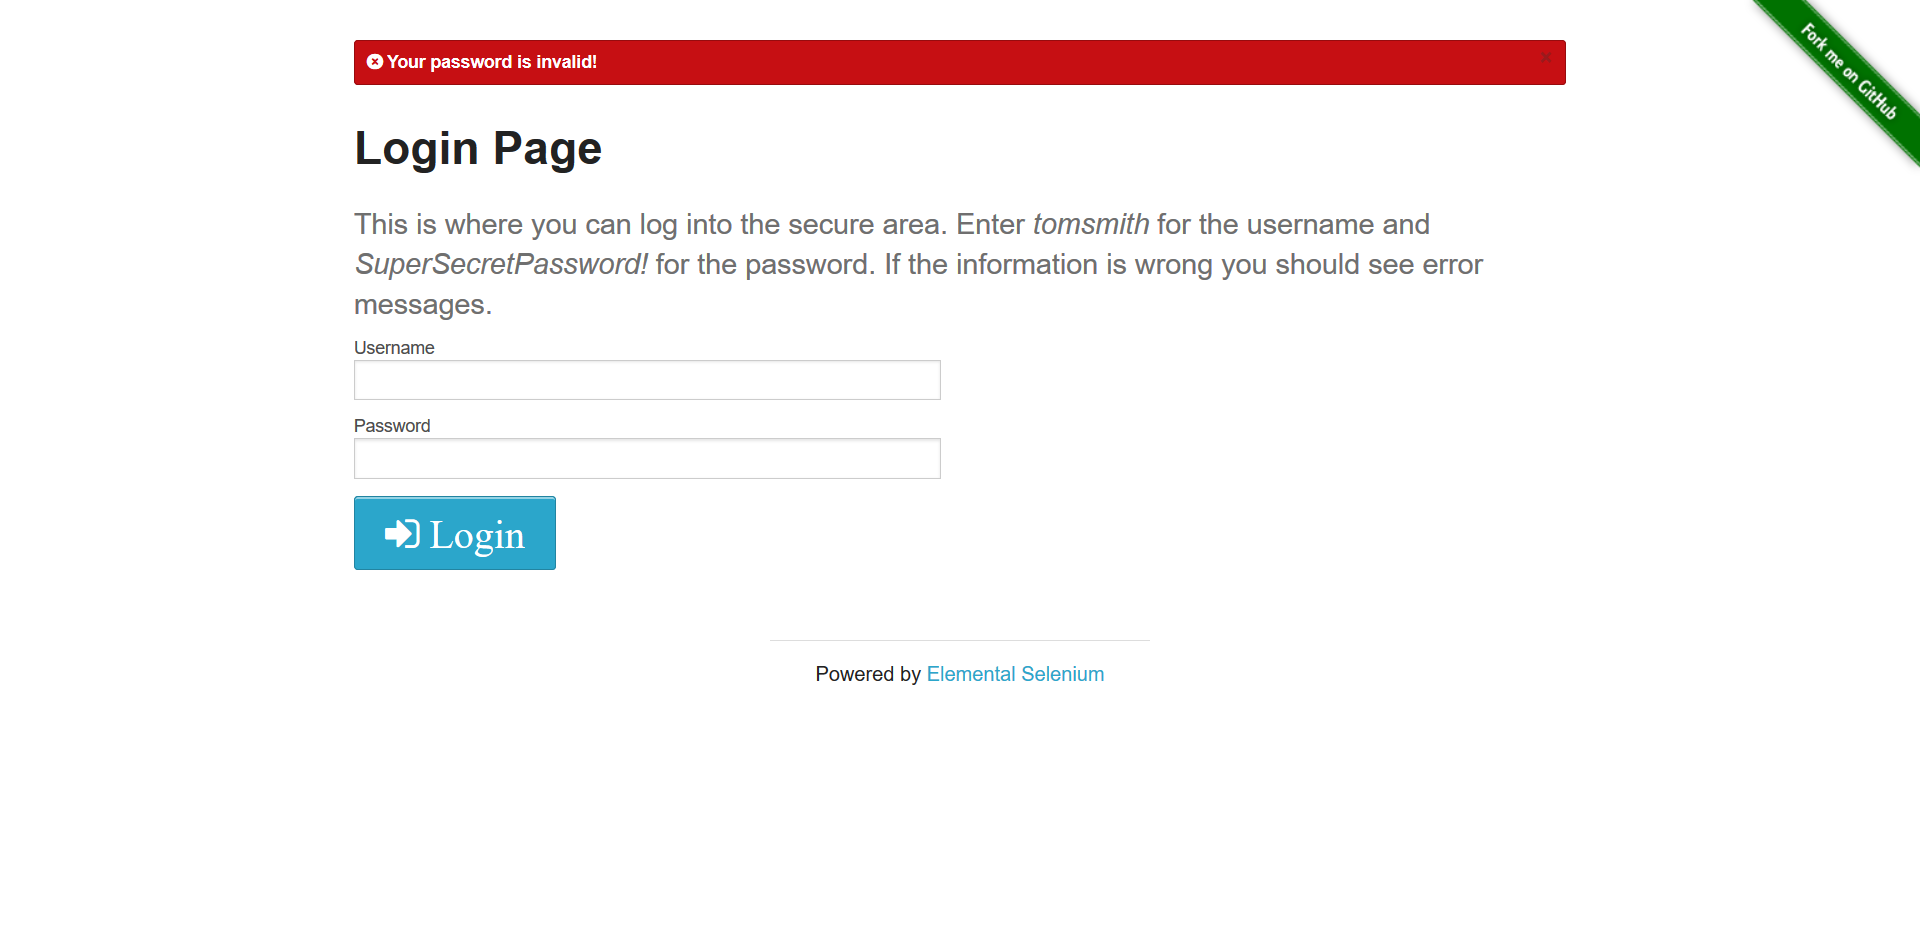 Your password is invalid!
×
Fork me on GitHub
Login Page
This is where you can log into the secure area. Enter tomsmith for the username and
SuperSecretPassword! for the password. If the information is wrong you should see error
messages.
Username
Password
Login
Powered by Elemental Selenium